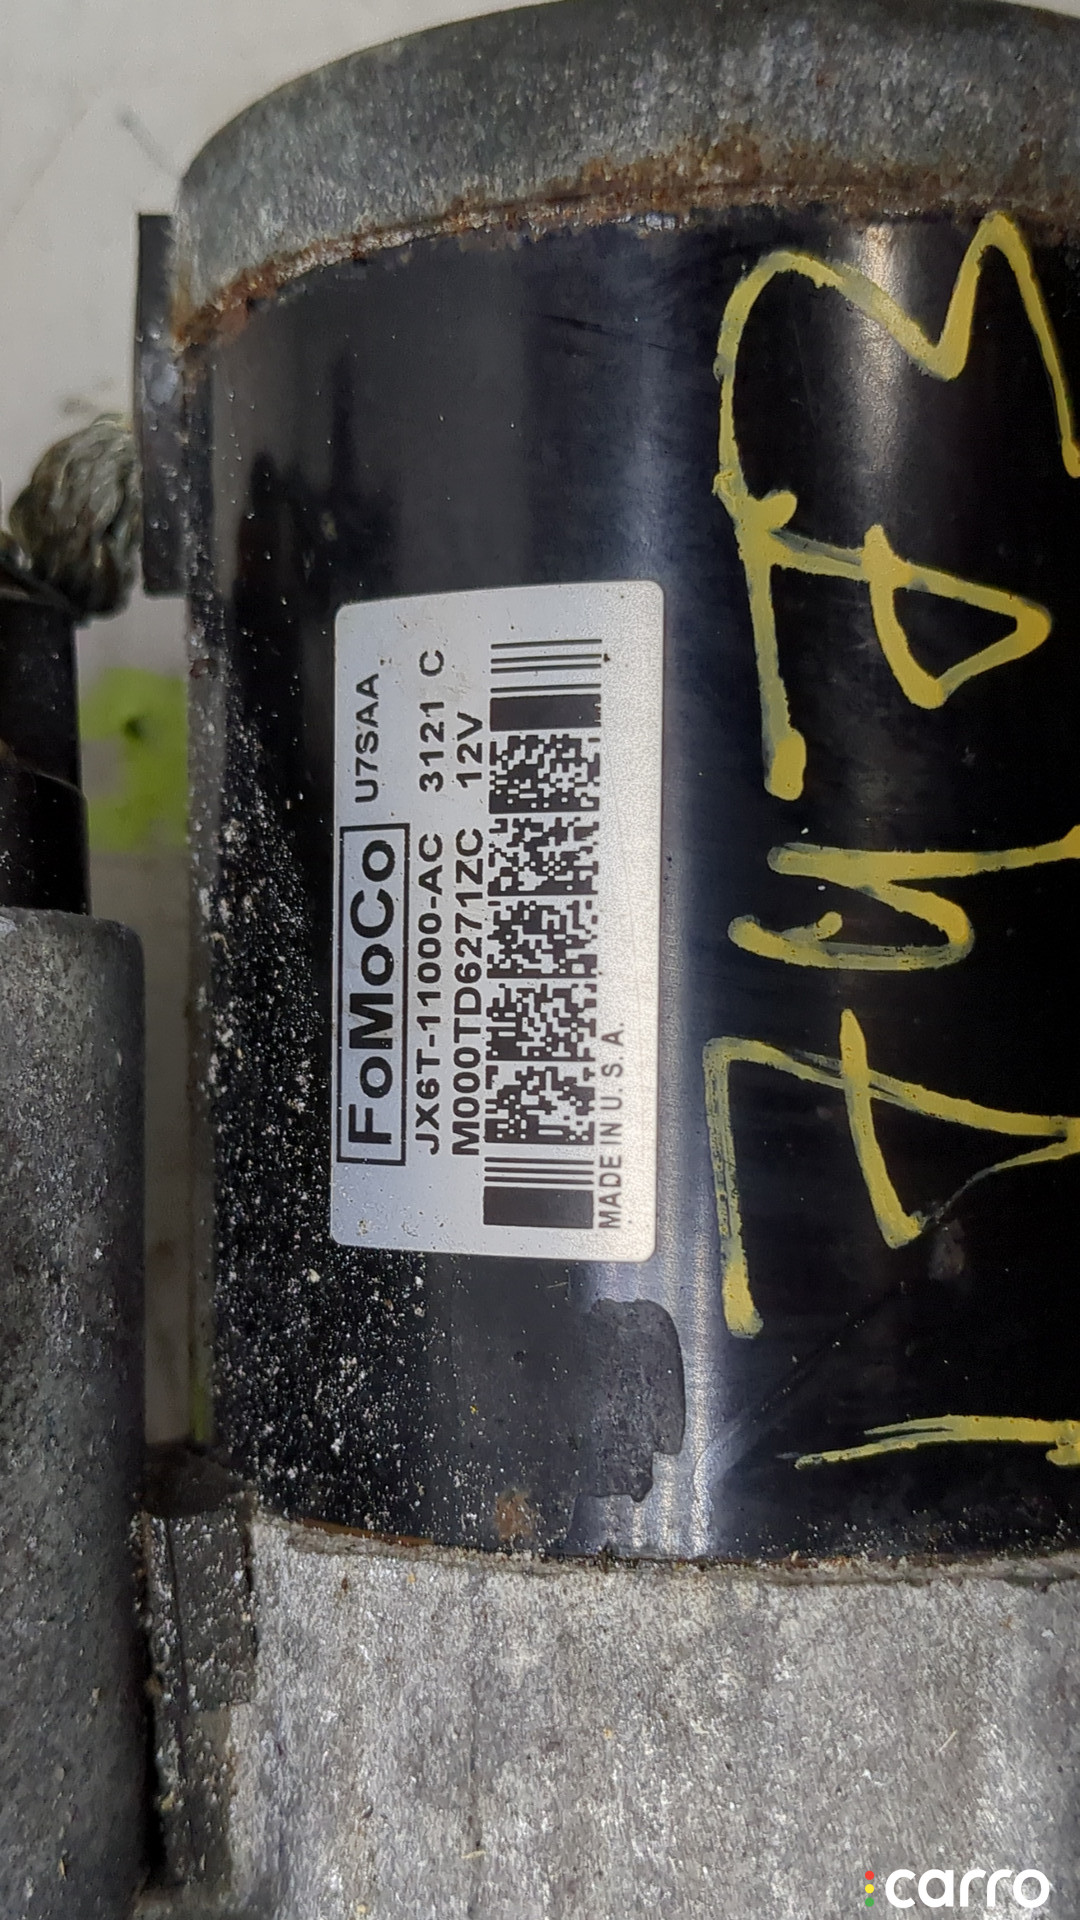 FoMoCo U7SAA
JX6T-11000-AC 3121 C
M000TD6271ZC 12V
MADE IN U.S.A.
carro